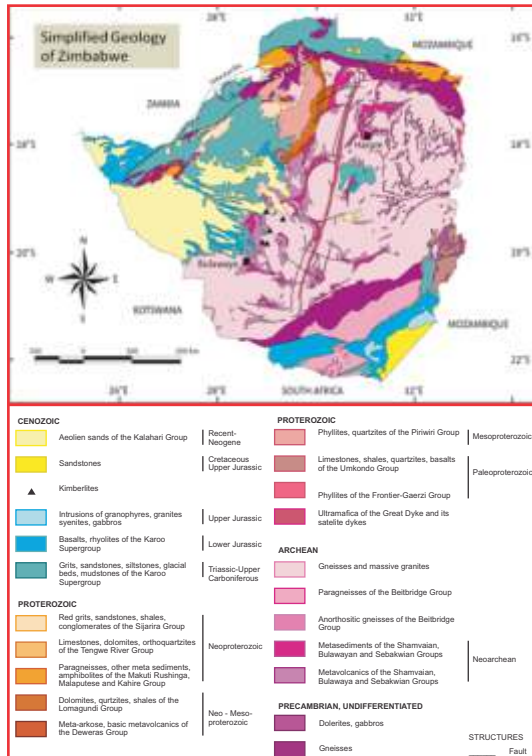 Simplified Geology
of Zimbabwe
MOZAMBIQUE
ZAMBIA
Harare
Bulawayo
BOTSWANA
MOZAMBIQUE
SOUTH AFRICA
N
W
E
S
18°S
20°S
20°S
22°S
CENOZOIC
Aeolien sands of the Kalahari Group
Recent-
Neogene
Sandstones
Cretaceous
Upper Jurassic
Kimberlites
Intrusions of granophyres, granites
syenites, gabbros
Upper Jurassic
Basalts, rhyolites of the Karoo
Supergroup
Lower Jurassic
Grits, sandstones, siltstones, glacial
beds, mudstones of the Karoo
Supergroup
Triassic-Upper
Carboniferous
PROTEROZOIC
Red grits, sandstones, shales,
conglomerates of the Sijarira Group
Limestones, dolomites, orthoquartzites
of the Tengwe River Group
Paragneisses, other meta sediments,
amphibolites of the Makuti Rushinga,
Malaputese and Kahire Group
Neoproterozoic
Dolomites, qurtzites, shales of the
Lomagundi Group
Meta-arkose, basic metavolcanics of
the Deweras Group
Neo - Meso-
proterozoic
PROTEROZOIC
Phyllites, quartzites of the Piriwiri Group
Mesoproterozoic
Limestones, shales, quartzites, basalts
of the Umkondo Group
Phyllites of the Frontier-Gaerzi Group
Paleoproterozoic
Ultramafica of the Great Dyke and its
satelite dykes
ARCHEAN
Gneisses and massive granites
Paragneisses of the Beitbridge Group
Anorthositic gneisses of the Beitbridge
Group
Metasediments of the Shamvaian,
Bulawayan and Sebakwian Groups
Metavolcanics of the Shamvaian,
Bulawaya and Sebakwian Groups
Neoarchean
PRECAMBRIAN, UNDIFFERENTIATED
Dolerites, gabbros
Gneisses
STRUCTURES
Fault